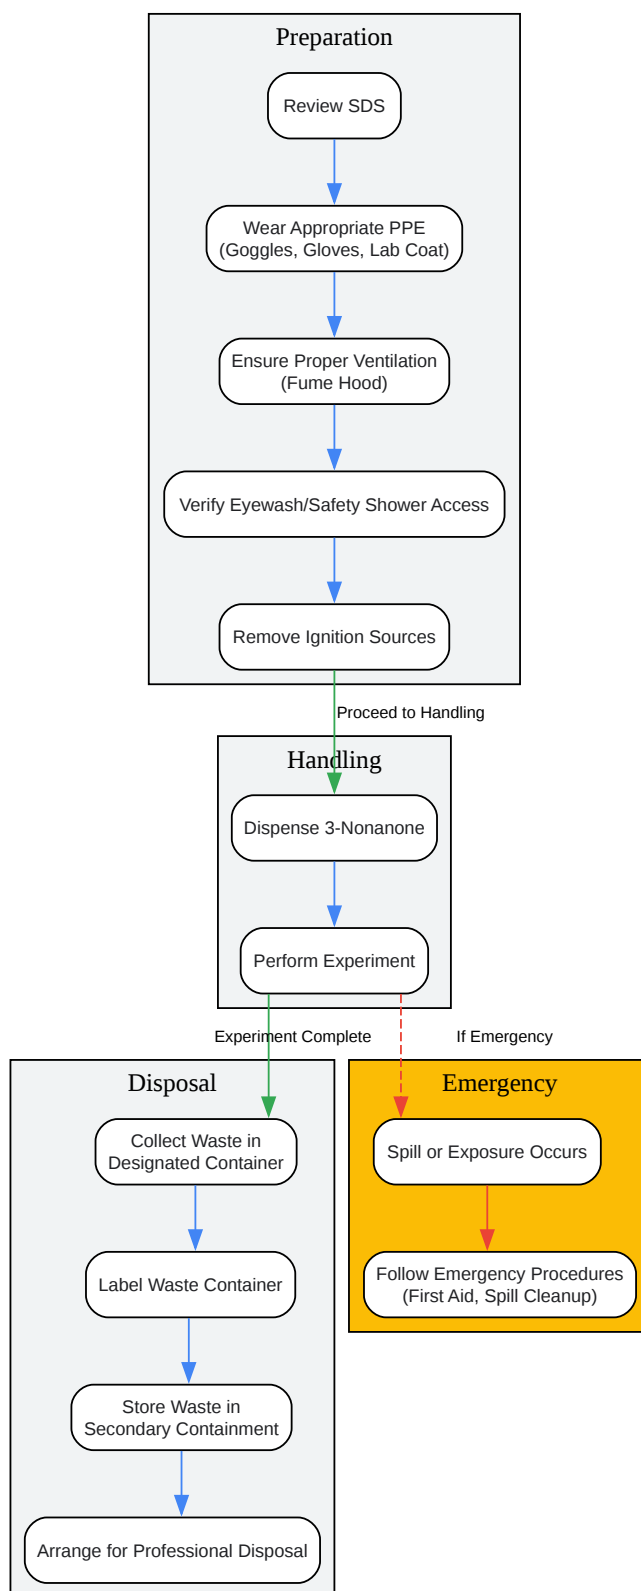 Preparation
Review SDS
Wear Appropriate PPE
(Goggles, Gloves, Lab Coat)
Ensure Proper Ventilation
(Fume Hood)
Verify Eyewash/Safety Shower Access
Remove Ignition Sources
Proceed to Handling
Handling
Dispense 3-Nonanone
Perform Experiment
Experiment Complete
If Emergency
Disposal
Collect Waste in
Designated Container
Label Waste Container
Store Waste in
Secondary Containment
Arrange for Professional Disposal
Emergency
Spill or Exposure Occurs
Follow Emergency Procedures
(First Aid, Spill Cleanup)